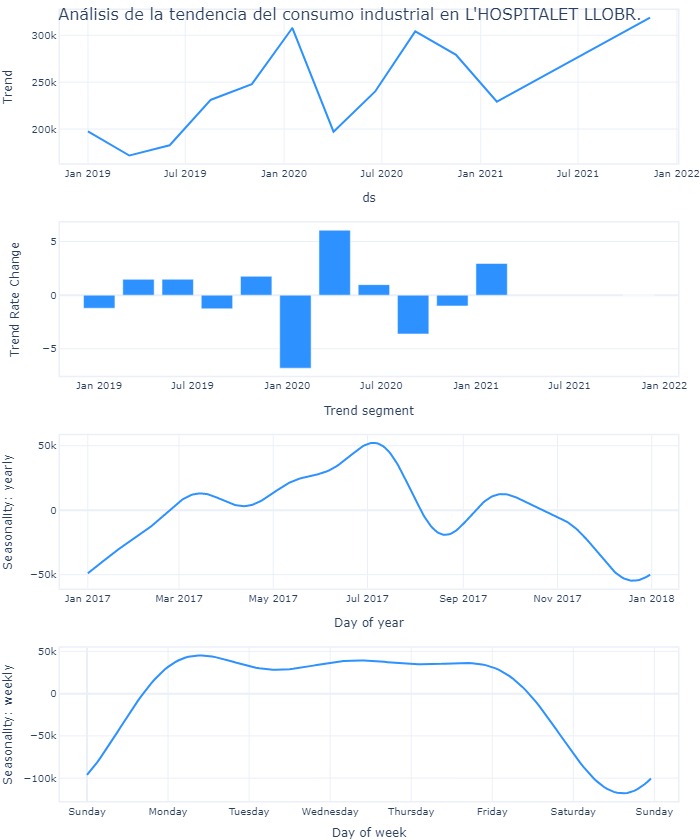 Análisis de la tendencia del consumo industrial en L'HOSPITALET LLOBR.
300k
250k
200k
Trend
Jan 2019 Jul 2019 Jan 2020 Jul 2020 Jan 2021 Jul 2021 Jan 2022
ds
5
0
−5
Trend Rate Change
Jan 2019 Jul 2019 Jan 2020 Jul 2020 Jan 2021 Jul 2021 Jan 2022
Trend segment
50k
0
−50k
Seasonality: yearly
Jan 2017 Mar 2017 May 2017 Jul 2017 Sep 2017 Nov 2017 Jan 2018
Day of year
50k
0
−50k
−100k
Seasonality: weekly
Sunday Monday Tuesday Wednesday Thursday Friday Saturday Sunday
Day of week